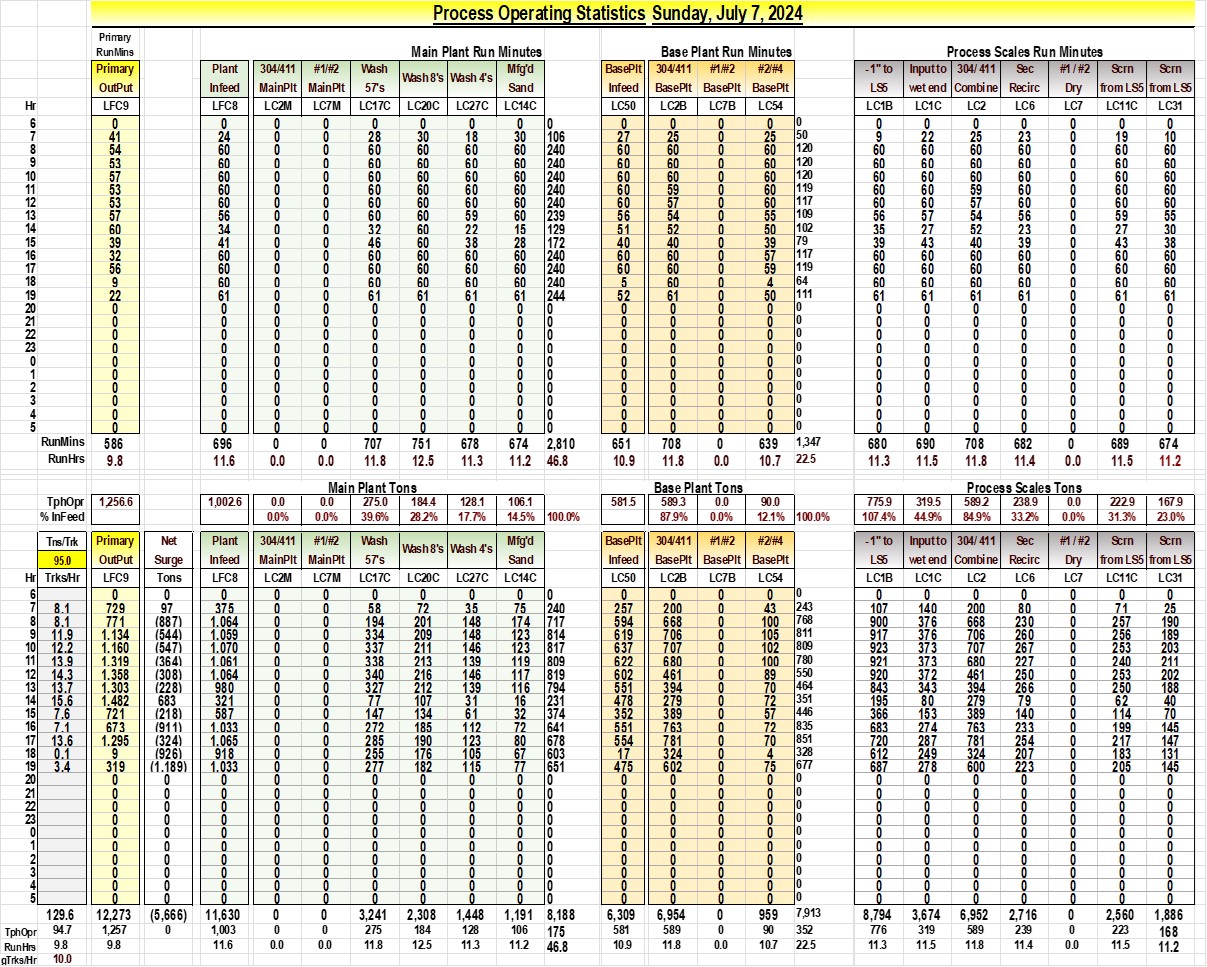 Process Operating Statistics Sunday, July 7, 2024
Primary
RunMins Main Plant Run Minutes Base Plant Run Minutes Process Scales Run Minutes
Primary Plant 304/411 #1/#2 Wash Wash 8's Wash 4's Mfg'd BasePlt 304/411 #1/#2 #2/#4 -1" to Input to 304/ 411 Sec #1 / #2 Scrn Scrn
OutPut Infeed MainPlt MainPlt 57's Sand Infeed BasePlt BasePlt BasePlt LS5 wet end Combine Recirc Dry from LS5 from LS5
Hr LFC9 LFC8 LC2M LC7M LC17C LC20C LC27C LC14C LC50 LC2B LC7B LC54 LC1B LC1C LC2 LC6 LC7 LC11C LC31
6 0 0 0 0 0 0 0 0 0 0 0 0 0 0 0 0 0 0 0 0 0
7 41 24 0 0 28 30 18 30 106 27 25 0 25 50 9 22 25 23 0 19 10
8 54 60 0 0 60 60 60 60 240 60 60 0 60 120 60 60 60 60 0 60 60
9 53 60 0 0 60 60 60 60 240 60 60 0 60 120 60 60 60 60 0 60 60
10 57 60 0 0 60 60 60 60 240 60 60 0 60 120 60 60 60 60 0 60 60
11 53 60 0 0 60 60 60 60 240 60 59 0 60 119 60 60 59 60 0 60 60
12 53 60 0 0 60 60 60 60 240 60 57 0 60 117 60 60 57 60 0 60 60
13 57 56 0 0 60 60 59 60 239 56 54 0 55 109 56 57 54 56 0 59 55
14 60 34 0 0 32 60 22 15 129 51 52 0 50 102 35 27 52 23 0 27 30
15 39 41 0 0 46 60 38 28 172 40 40 0 39 79 39 43 40 39 0 43 38
16 32 60 0 0 60 60 60 60 240 60 60 0 57 117 60 60 60 60 0 60 60
17 56 60 0 0 60 60 60 60 240 60 60 0 59 119 60 60 60 60 0 60 60
18 9 60 0 0 60 60 60 60 240 5 60 0 4 64 60 60 60 60 0 60 60
19 22 61 0 0 61 61 61 61 244 52 61 0 50 111 61 61 61 61 0 61 61
20 0 0 0 0 0 0 0 0 0 0 0 0 0 0 0 0 0 0 0 0 0
21 0 0 0 0 0 0 0 0 0 0 0 0 0 0 0 0 0 0 0 0 0
22 0 0 0 0 0 0 0 0 0 0 0 0 0 0 0 0 0 0 0 0 0
23 0 0 0 0 0 0 0 0 0 0 0 0 0 0 0 0 0 0 0 0 0
0 0 0 0 0 0 0 0 0 0 0 0 0 0 0 0 0 0 0 0 0 0
1 0 0 0 0 0 0 0 0 0 0 0 0 0 0 0 0 0 0 0 0 0
2 0 0 0 0 0 0 0 0 0 0 0 0 0 0 0 0 0 0 0 0 0
3 0 0 0 0 0 0 0 0 0 0 0 0 0 0 0 0 0 0 0 0 0
4 0 0 0 0 0 0 0 0 0 0 0 0 0 0 0 0 0 0 0 0 0
5 0 0 0 0 0 0 0 0 0 0 0 0 0 0 0 0 0 0 0 0 0
RunMins 586 696 0 0 707 751 678 674 2,810 651 708 0 639 1,347 680 690 708 682 0 689 674
RunHrs 9.8 11.6 0.0 0.0 11.8 12.5 11.3 11.2 46.8 10.9 11.8 0.0 10.7 22.5 11.3 11.5 11.8 11.4 0.0 11.5 11.2
Main Plant Tons Base Plant Tons Process Scales Tons
TphOpr 1,256.6 1,002.6 0.0 0.0 275.0 184.4 128.1 106.1 581.5 589.3 0.0 90.0 775.9 319.5 589.2 238.9 0.0 222.9 167.9
% InFeed 0.0% 0.0% 39.6% 28.2% 17.7% 14.5% 100.0% 87.9% 0.0% 12.1% 100.0% 107.4% 44.9% 84.9% 33.2% 0.0% 31.3% 23.0%
Tns/Trk Primary Net Plant 304/411 #1/#2 Wash Wash 8's Wash 4's Mfg'd BasePlt 304/411 #1/#2 #2/#4 -1" to Input to 304/ 411 Sec #1 / #2 Scrn Scrn
95.0 OutPut Surge Infeed MainPlt MainPlt 57's Sand Infeed BasePlt BasePlt BasePlt LS5 wet end Combine Recirc Dry from LS5 from LS5
Hr Trks/Hr LFC9 Tons LFC8 LC2M LC7M LC17C LC20C LC27C LC14C LC50 LC2B LC7B LC54 LC1B LC1C LC2 LC6 LC7 LC11C LC31
6 0 0 0 0 0 0 0 0 0 0 0 0 0 0 0 0 0 0 0 0 0 0
7 8.1 729 97 375 0 0 58 72 35 75 240 257 200 0 43 243 107 140 200 80 0 71 25
8 8.1 771 (887) 1,064 0 0 194 201 148 174 717 594 668 0 100 768 900 376 668 230 0 257 190
9 11.9 1,134 (544) 1,059 0 0 334 209 148 123 814 619 706 0 105 811 917 376 706 260 0 256 189
10 12.2 1,160 (547) 1,070 0 0 337 211 146 123 817 637 707 0 102 809 923 373 707 267 0 253 203
11 13.9 1,319 (364) 1,061 0 0 338 213 139 119 809 622 680 0 100 780 921 373 680 227 0 240 211
12 14.3 1,358 (308) 1,064 0 0 340 216 146 117 819 602 461 0 89 550 920 372 461 250 0 253 202
13 13.7 1,303 (228) 980 0 0 327 212 139 116 794 551 394 0 70 464 843 343 394 266 0 250 188
14 15.6 1,482 683 321 0 0 77 107 31 16 231 478 279 0 72 351 195 80 279 79 0 62 40
15 7.6 721 (218) 587 0 0 147 134 61 32 374 352 389 0 57 446 366 153 389 140 0 114 70
16 7.1 673 (911) 1,033 0 0 272 185 112 72 641 551 763 0 72 835 683 274 763 233 0 199 145
17 13.6 1,295 (324) 1,065 0 0 285 190 123 80 678 554 781 0 70 851 720 287 781 254 0 217 147
18 0.1 9 (926) 918 0 0 255 176 105 67 603 17 324 0 4 328 612 249 324 207 0 183 131
19 3.4 319 (1,189) 1,033 0 0 277 182 115 77 651 475 602 0 75 677 687 278 600 223 0 205 145
20 0 0 0 0 0 0 0 0 0 0 0 0 0 0 0 0 0 0 0 0 0 0
21 0 0 0 0 0 0 0 0 0 0 0 0 0 0 0 0 0 0 0 0 0 0
22 0 0 0 0 0 0 0 0 0 0 0 0 0 0 0 0 0 0 0 0 0 0
23 0 0 0 0 0 0 0 0 0 0 0 0 0 0 0 0 0 0 0 0 0 0
0 0 0 0 0 0 0 0 0 0 0 0 0 0 0 0 0 0 0 0 0 0 0
1 0 0 0 0 0 0 0 0 0 0 0 0 0 0 0 0 0 0 0 0 0 0
2 0 0 0 0 0 0 0 0 0 0 0 0 0 0 0 0 0 0 0 0 0 0
3 0 0 0 0 0 0 0 0 0 0 0 0 0 0 0 0 0 0 0 0 0 0
4 0 0 0 0 0 0 0 0 0 0 0 0 0 0 0 0 0 0 0 0 0 0
5 0 0 0 0 0 0 0 0 0 0 0 0 0 0 0 0 0 0 0 0 0 0
129.6 12,273 (5,666) 11,630 0 0 3,241 2,308 1,448 1,191 8,188 6,309 6,954 0 959 7,913 8,794 3,674 6,952 2,716 0 2,560 1,886
TphOpr 94.7 1,257 0 1,003 0 0 275 184 128 106 175 581 589 0 90 352 776 319 589 239 0 223 168
RunHrs 9.8 9.8 11.6 0.0 0.0 11.8 12.5 11.3 11.2 46.8 10.9 11.8 0.0 10.7 22.5 11.3 11.5 11.8 11.4 0.0 11.5 11.2
gTrks/Hr 10.0